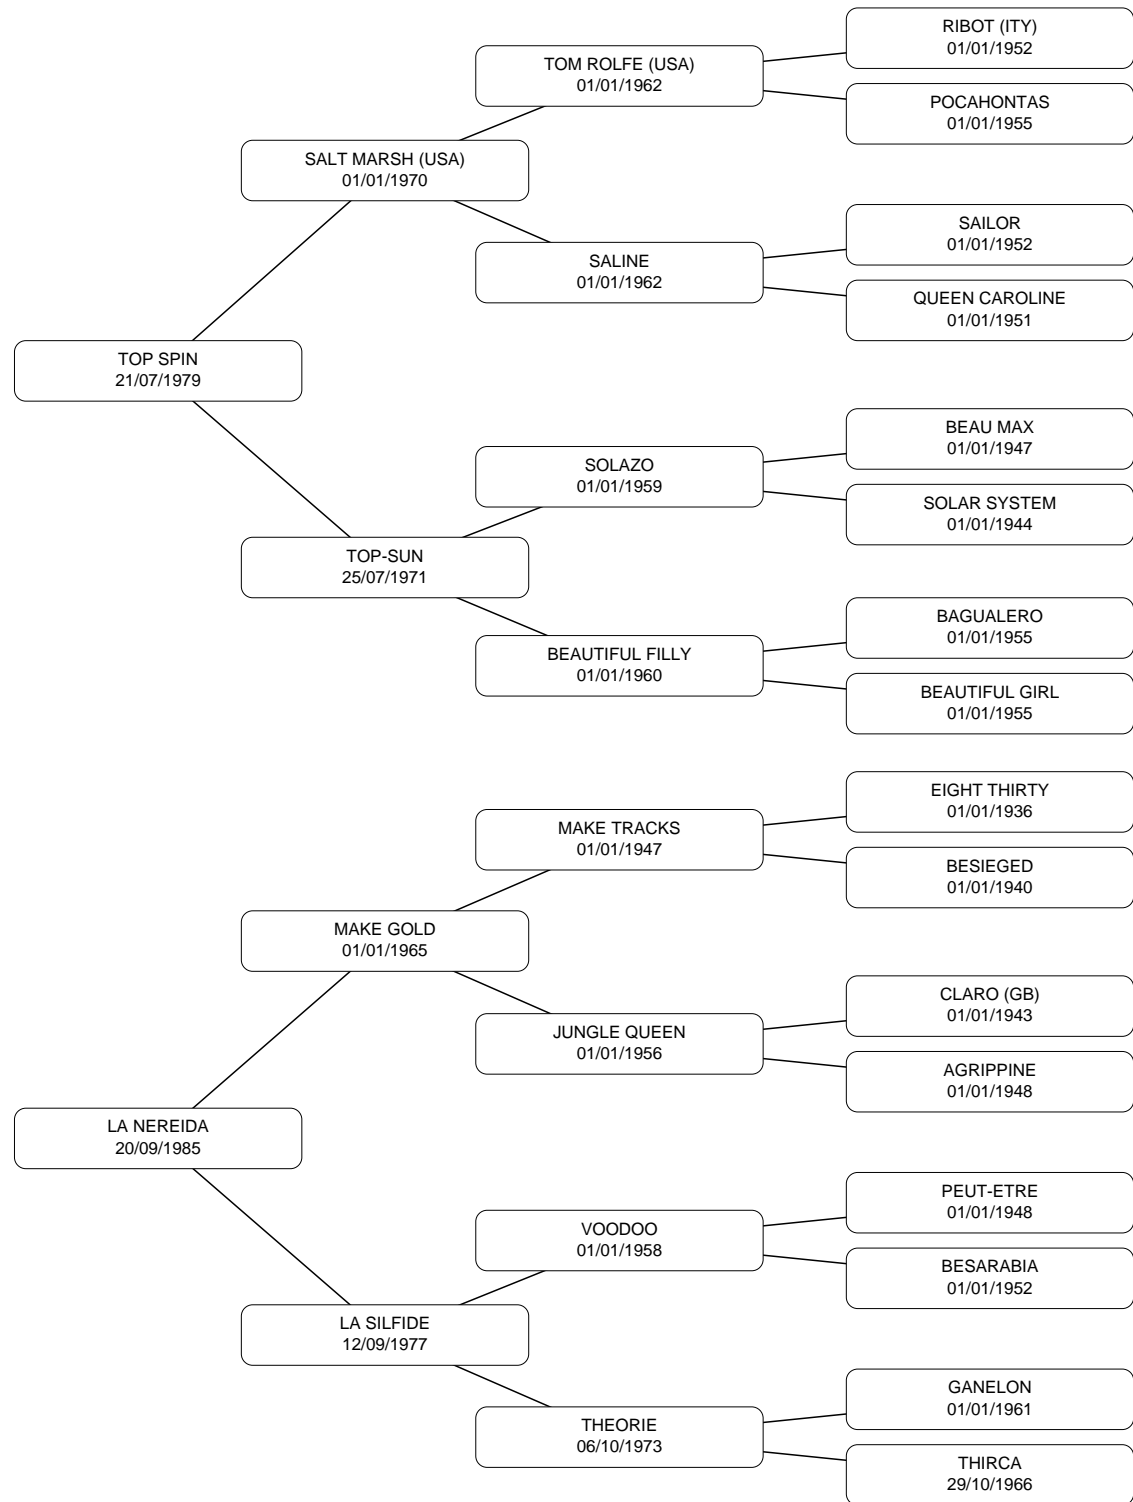 RIBOT (ITY)
01/01/1952
TOM ROLFE (USA)
01/01/1962
POCAHONTAS
01/01/1955
SALT MARSH (USA)
01/01/1970
SAILOR
01/01/1952
SALINE
01/01/1962
QUEEN CAROLINE
01/01/1951
TOP SPIN
21/07/1979
BEAU MAX
01/01/1947
SOLAZO
01/01/1959
SOLAR SYSTEM
01/01/1944
TOP-SUN
25/07/1971
BAGUALERO
01/01/1955
BEAUTIFUL FILLY
01/01/1960
BEAUTIFUL GIRL
01/01/1955
EIGHT THIRTY
01/01/1936
MAKE TRACKS
01/01/1947
BESIEGED
01/01/1940
MAKE GOLD
01/01/1965
CLARO (GB)
01/01/1943
JUNGLE QUEEN
01/01/1956
AGRIPPINE
01/01/1948
LA NEREIDA
20/09/1985
PEUT-ETRE
01/01/1948
VOODOO
01/01/1958
BESARABIA
01/01/1952
LA SILFIDE
12/09/1977
GANELON
01/01/1961
THEORIE
06/10/1973
THIRCA
29/10/1966